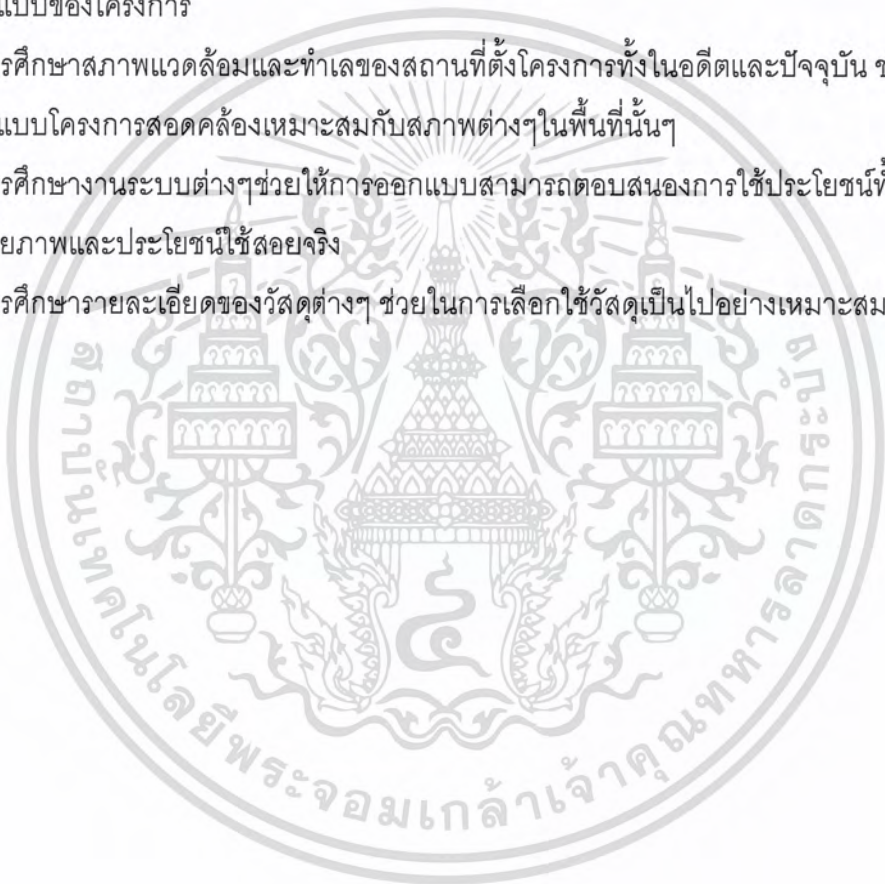 แบบของโครงการ
รศึกษาสภาพแวดล้อมและทำเลของสถานที่ตั้งโครงการทั้งในอดีตและปัจจุบัน ช
แบบโครงการสอดคล้องเหมาะสมกับสภาพต่างๆในพื้นที่นั้นๆ
รศึกษางานระบบต่างๆช่วยให้การออกแบบสามารถตอบสนองการใช้ประโยชน์ทั้
ยภาพและประโยชน์ใช้สอยจริง
รศึกษารายละเอียดของวัสดุต่างๆ ช่วยในการเลือกใช้วัสดุเป็นไปอย่างเหมาะสม
สถาบันเทคโนโลยีพระจอมเกล้าเจ้าคุณทหารลาดกระบัง
๔